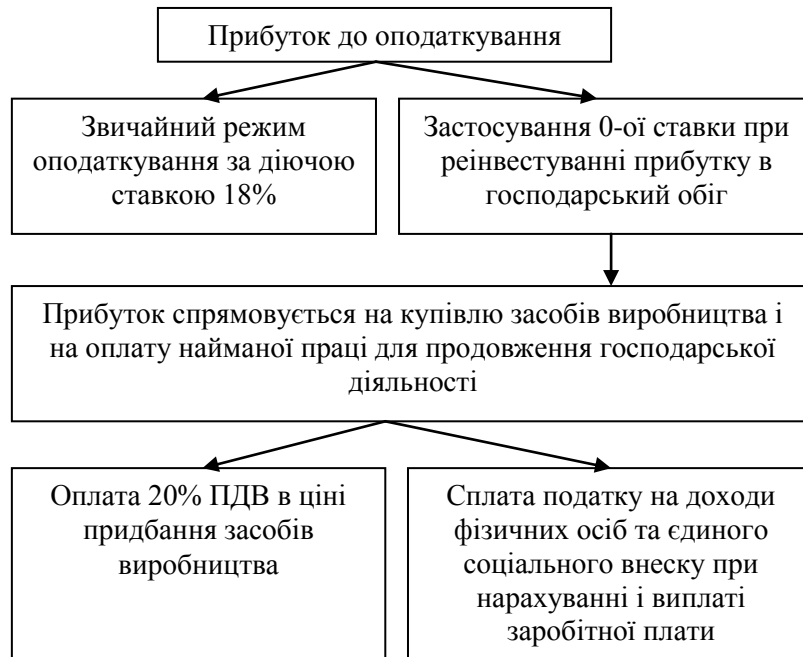 Прибуток до оподаткування
Звичайний режим
оподаткування за діючою
ставкою 18%
Застосування 0-ої ставки при
реінвестуванні прибутку в
господарський обіг
Прибуток спрямовується на купівлю засобів виробництва і
на оплату найманої праці для продовження господарської
діяльності
Оплата 20% ПДВ в ціні
придбання засобів
виробництва
Сплата податку на доходи
фізичних осіб та єдиного
соціального внеску при
нарахуванні і виплаті
заробітної плати